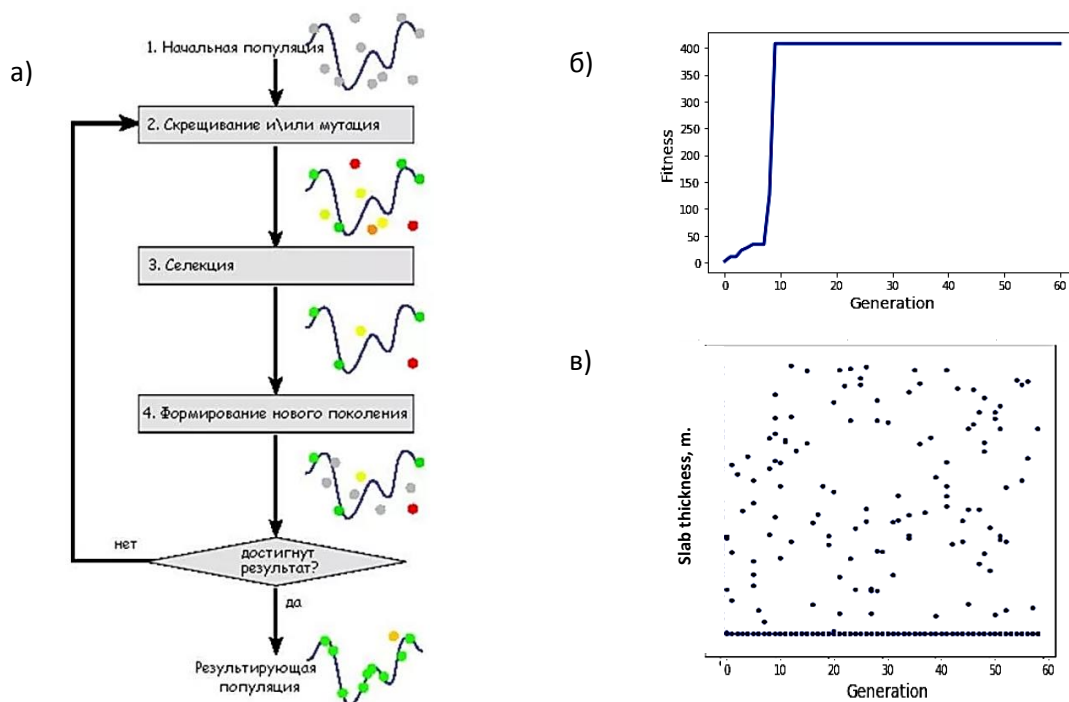 а)
1. Начальная популяция
2. Скрещивание и\или мутация
3. Селекция
4. Формирование нового поколения
нет
достигнут
результат?
да
Результирующая
популяция
б)
Fitness
400
350
300
250
200
150
100
50
0
0 10 20 30 40 50 60
Generation
в)
Slab thickness, m.
0 10 20 30 40 50 60
Generation